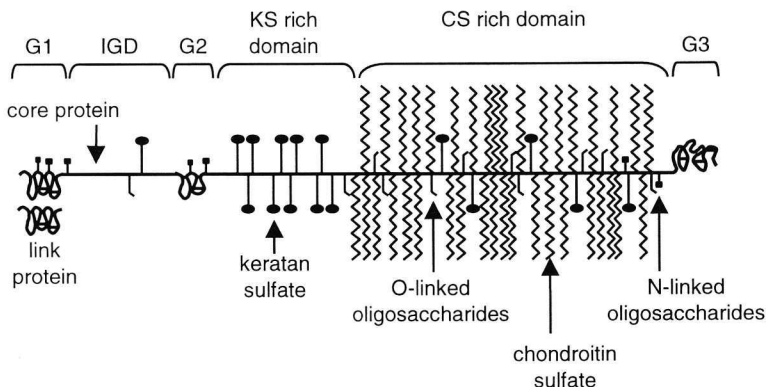 KS rich
domain
CS rich domain
G1
IGD
G2
G3
core protein
link
protein
keratan
sulfate
O-linked
oligosaccharides
N-linked
oligosaccharides
chondroitin
sulfate